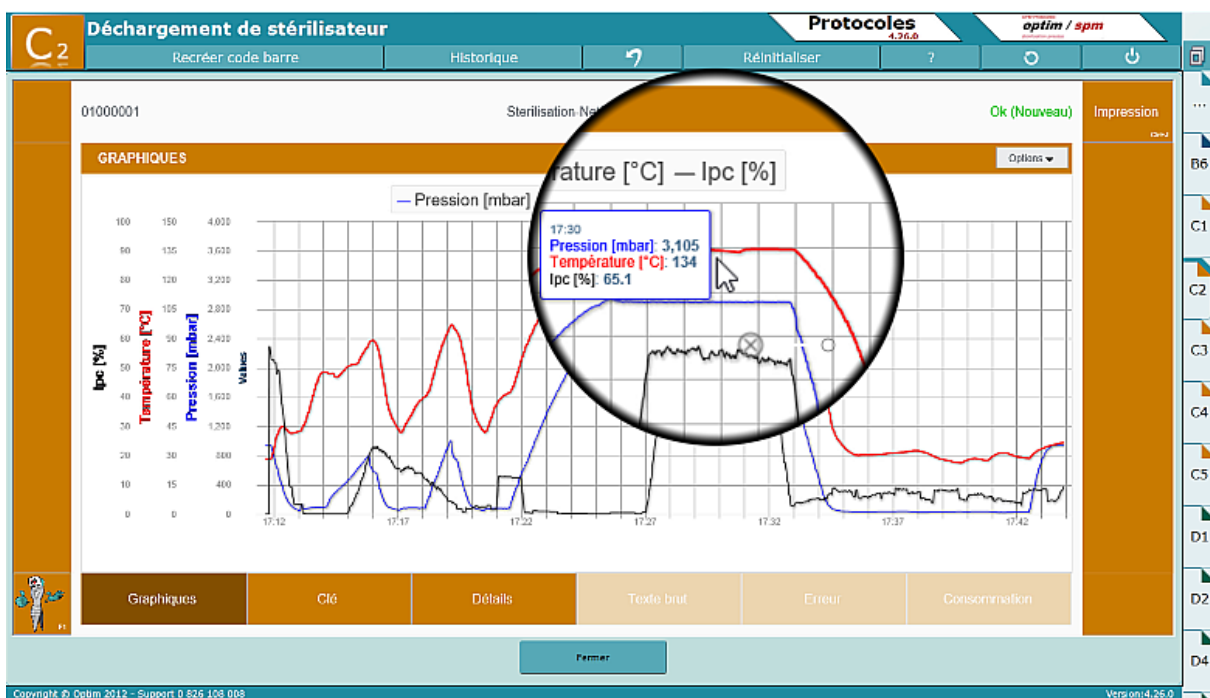 C2
Déchargement de stérilisateur
Protocoles
4.26.0
optim / spm
Recréer code barre
Historique
Réinitialiser
?
01000001
Sterilisation-Net
Ok (Nouveau)
Impression
...
B6
C1
C2
C3
C4
C5
D1
D2
D4
GRAPHIQUES
Options
— Pression [mbar]
rature [°C] — Ipc [%]
17:30
Pression [mbar]: 3,105
Température [°C]: 134
Ipc [%]: 65.1
100 150 4,000
90 135 3,600
80 120 3,200
70 105 2,800
60 90 2,400
50 75 2,000
40 60 1,600
30 45 1,200
20 30 800
10 15 400
0 0 0
Ipc [%]
Température [°C]
Pression [mbar]
Values
17:12 17:17 17:22 17:27 17:32 17:37 17:42
Graphiques
Clé
Détails
Texte brut
Erreur
Consommation
F1
Fermer
Copyright © Optim 2012 - Support 0 826 108 008
Version:4.26.0